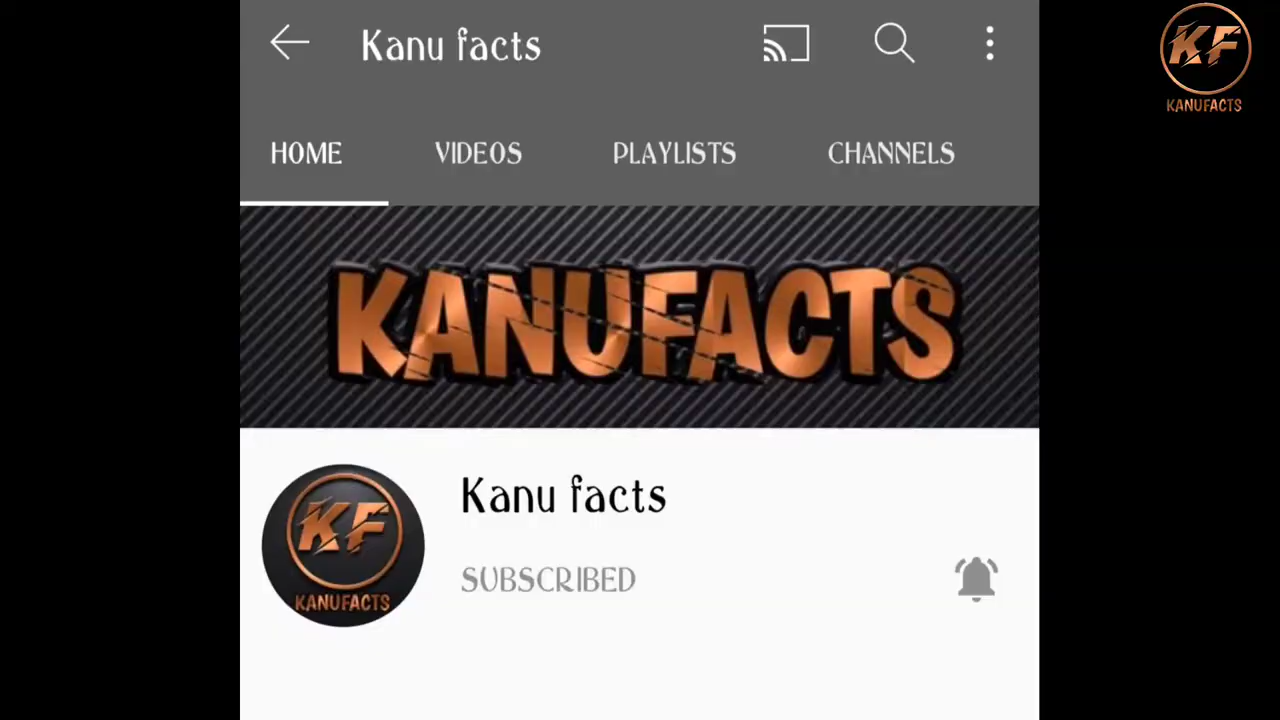 Kanu facts
KF
KANUFACTS
HOME VIDEOS PLAYLISTS CHANNELS
KANUFACTS
Kanu facts
KF
KANUFACTS
SUBSCRIBED